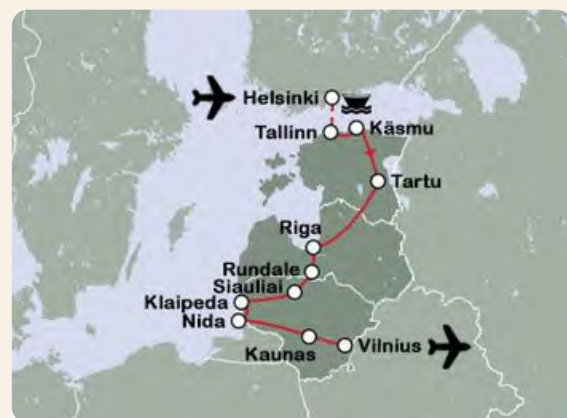 Helsinki
Tallinn
Käsmu
Tartu
Riga
Rundale
Siauliai
Klaipeda
Nida
Kaunas
Vilnius